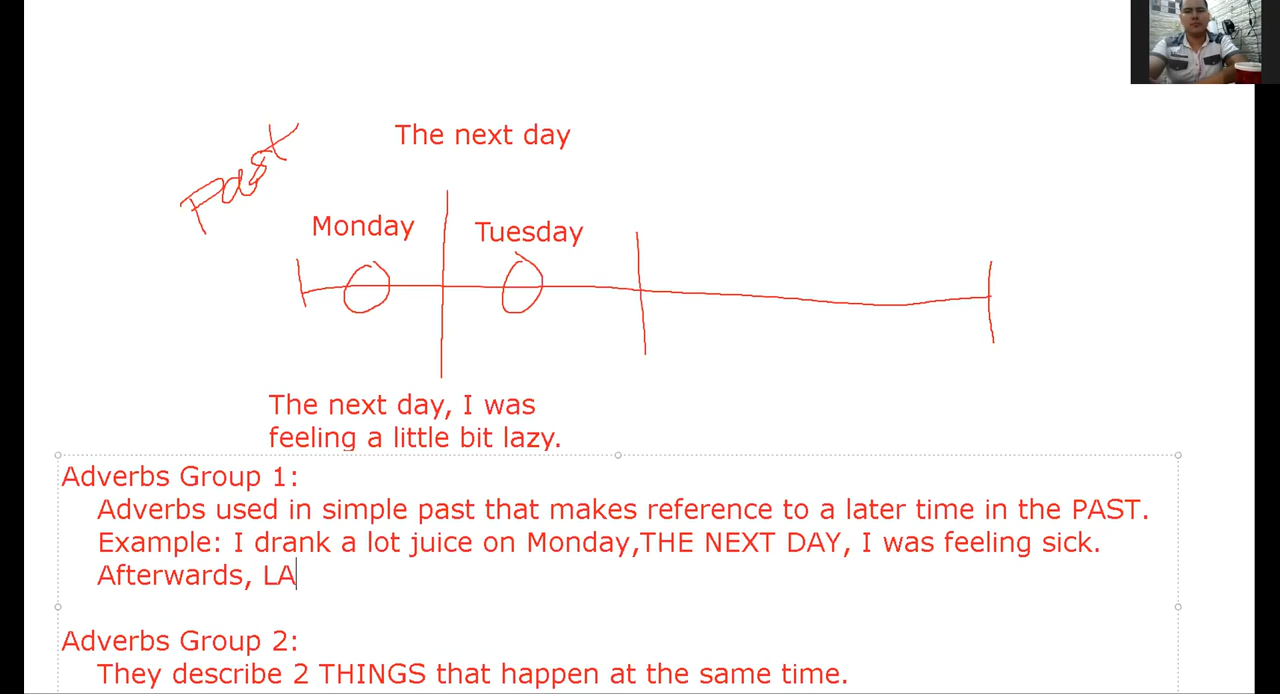 The next day
Past
Monday
Tuesday
The next day, I was
feeling a little bit lazy.
Adverbs Group 1:
Adverbs used in simple past that makes reference to a later time in the PAST.
Example: I drank a lot juice on Monday,THE NEXT DAY, I was feeling sick.
Afterwards, LA
Adverbs Group 2:
They describe 2 THINGS that happen at the same time.